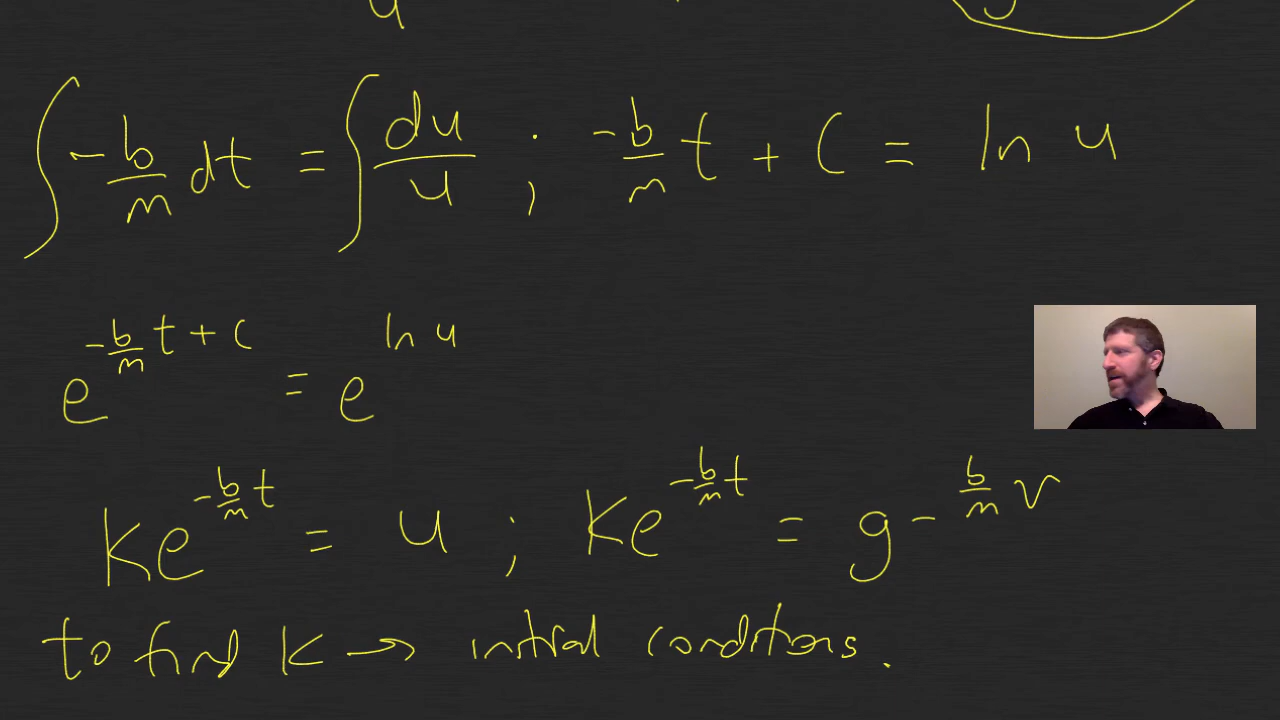 u
∫ -b/m dt = ∫ du/u ; -b/m t + C = ln u
e^(-b/m t + C) = e^(ln u)
Ke^(-b/m t) = u ; Ke^(-b/m t) = g - b/m v
to find K → initial conditions.